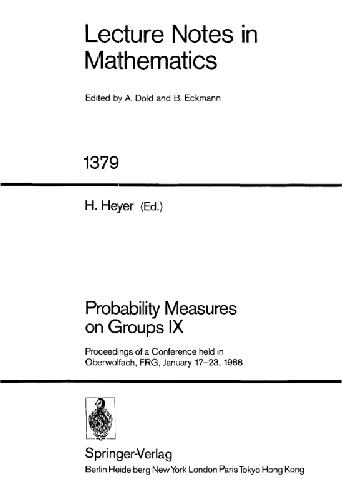 Lecture Notes in
Mathematics
Edited by A. Dold and B. Eckmann
1379
H. Heyer (Ed.)
Probability Measures
on Groups IX
Proceedings of a Conference held in
Oberwolfach, FRG, January 17-23, 1988
Springer-Verlag
Berlin Heidelberg New York London Paris Tokyo Hong Kong